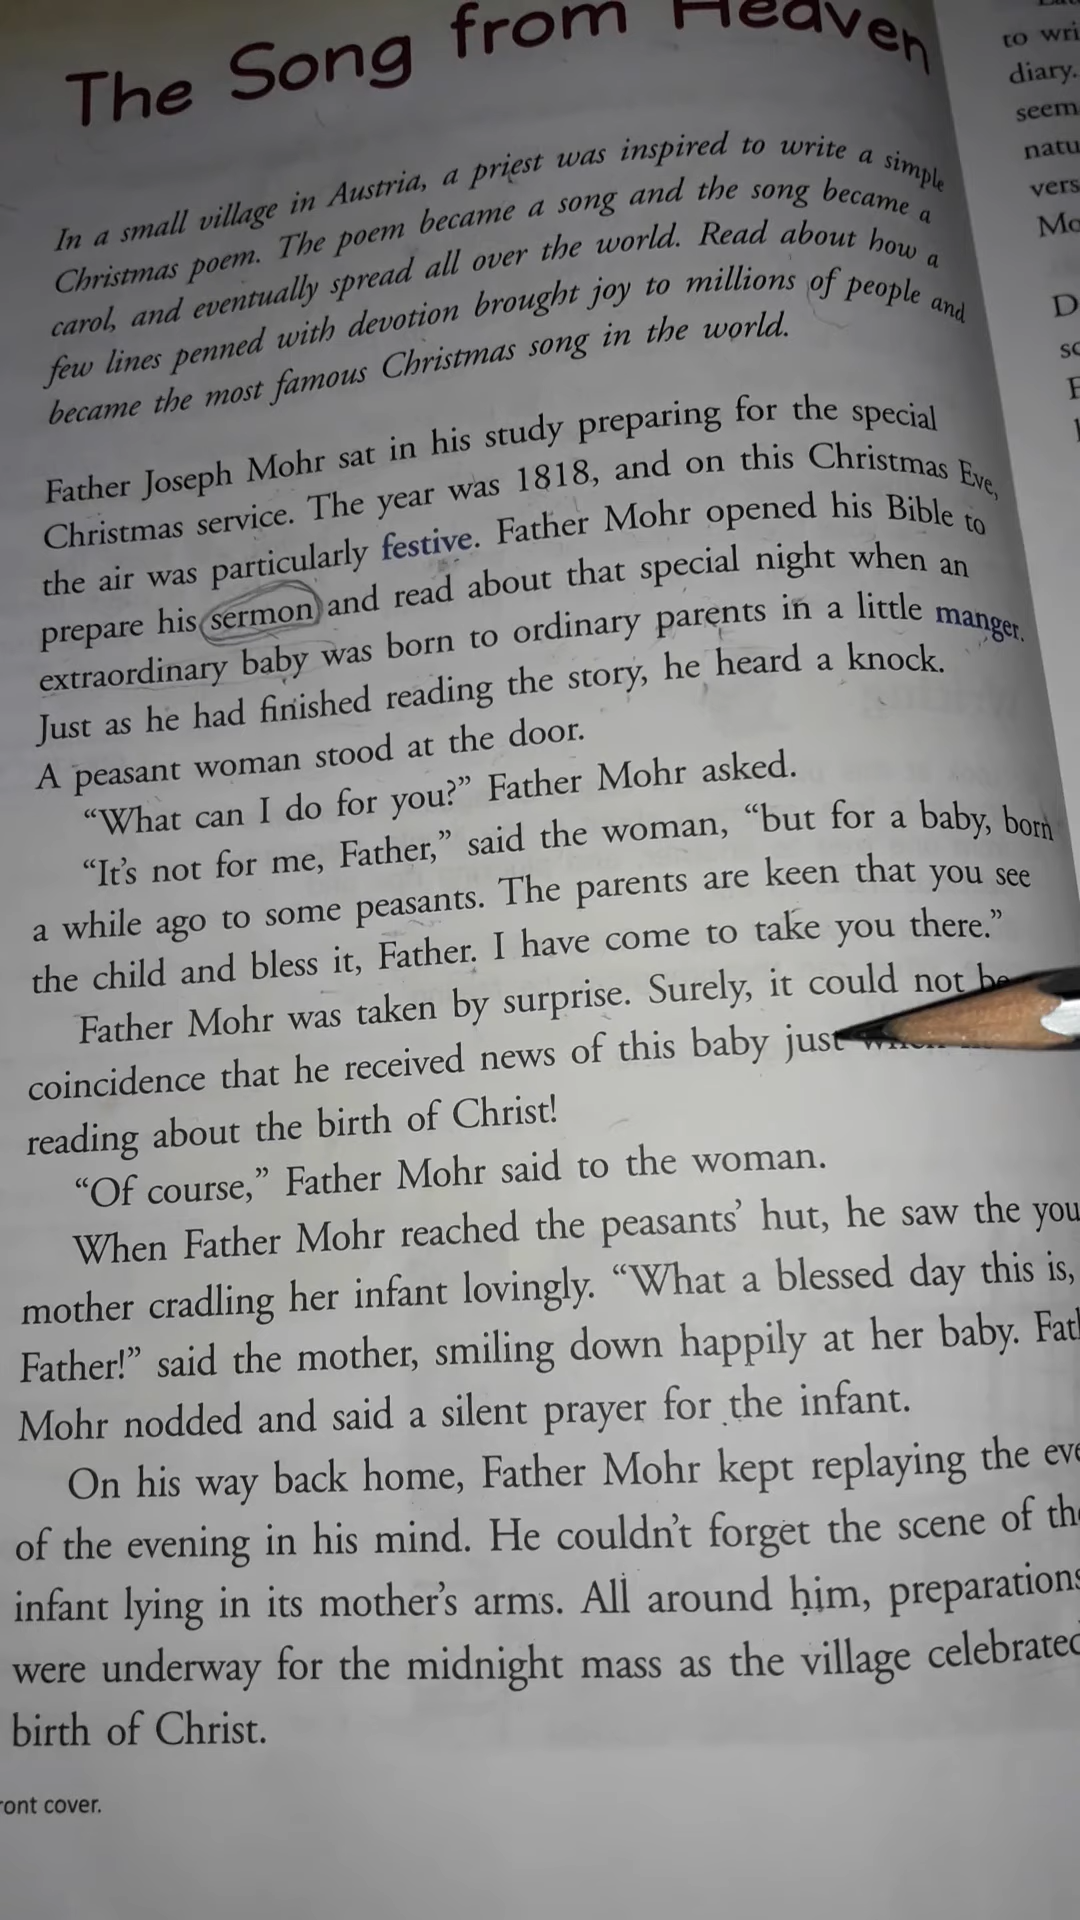 The Song from Heaven
In a small village in Austria, a priest was inspired to write a simple
Christmas poem. The poem became a song and the song became a
carol, and eventually spread all over the world. Read about how a
few lines penned with devotion brought joy to millions of people and
became the most famous Christmas song in the world.
Father Joseph Mohr sat in his study preparing for the special
Christmas service. The year was 1818, and on this Christmas Eve,
the air was particularly festive. Father Mohr opened his Bible to
prepare his sermon and read about that special night when an
extraordinary baby was born to ordinary parents in a little manger.
Just as he had finished reading the story, he heard a knock.
A peasant woman stood at the door.
“What can I do for you?” Father Mohr asked.
“It’s not for me, Father,” said the woman, “but for a baby, born
a while ago to some peasants. The parents are keen that you see
the child and bless it, Father. I have come to take you there.”
Father Mohr was taken by surprise. Surely, it could not be
coincidence that he received news of this baby just when
reading about the birth of Christ!
“Of course,” Father Mohr said to the woman.
When Father Mohr reached the peasants’ hut, he saw the you
mother cradling her infant lovingly. “What a blessed day this is,
Father!” said the mother, smiling down happily at her baby. Fat
Mohr nodded and said a silent prayer for the infant.
On his way back home, Father Mohr kept replaying the eve
of the evening in his mind. He couldn’t forget the scene of the
infant lying in its mother’s arms. All around him, preparations
were underway for the midnight mass as the village celebrated
birth of Christ.
ront cover.
to wri
diary.
seem
natu
vers
Mo
D